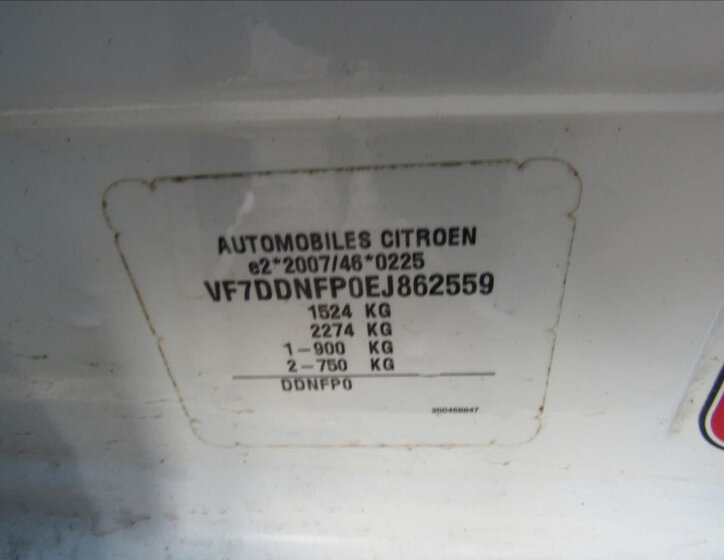 AUTOMOBILES CITROEN
e2*2007/46*0225
VF7DDNFP0EJ862559
1524 KG
2274 KG
1-900 KG
2-750 KG
DDNFP0